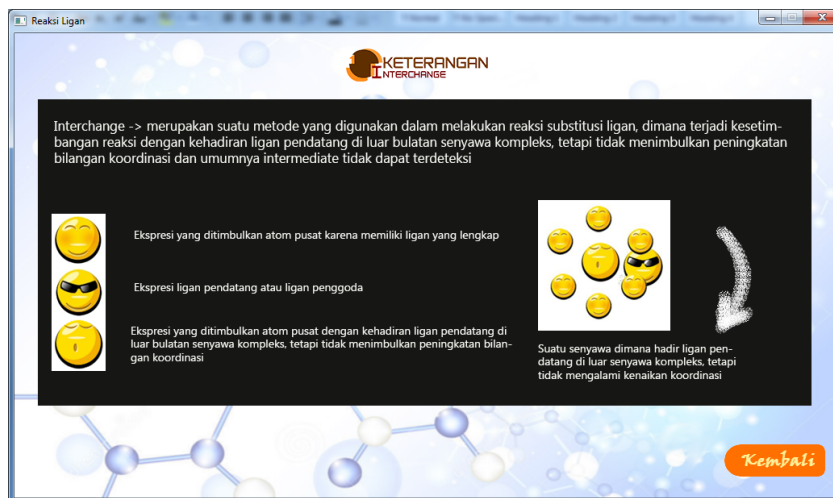 Reaksi Ligan
KETERANGAN
INTERCHANGE
Interchange -> merupakan suatu metode yang digunakan dalam melakukan reaksi substitusi ligan, dimana terjadi kesetim-
bangan reaksi dengan kehadiran ligan pendatang di luar bulatan senyawa kompleks, tetapi tidak menimbulkan peningkatan
bilangan koordinasi dan umumnya intermediate tidak dapat terdeteksi
Ekspresi yang ditimbulkan atom pusat karena memiliki ligan yang lengkap
Ekspresi ligan pendatang atau ligan penggoda
Ekspresi yang ditimbulkan atom pusat dengan kehadiran ligan pendatang di
luar bulatan senyawa kompleks, tetapi tidak menimbulkan peningkatan bilan-
gan koordinasi
Suatu senyawa dimana hadir ligan pen-
datang di luar senyawa kompleks, tetapi
tidak mengalami kenaikan koordinasi
Kembali